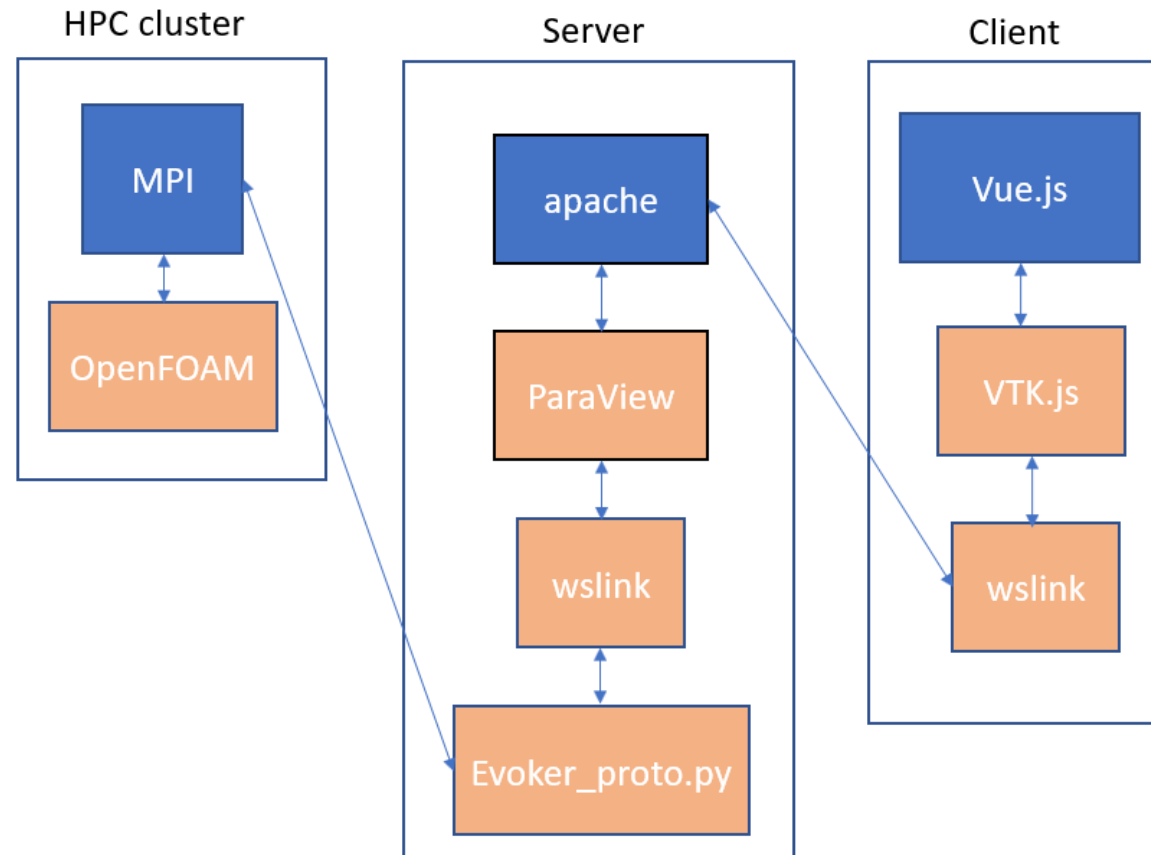 HPC cluster
MPI
OpenFOAM
Server
apache
ParaView
wslink
Evoker_proto.py
Client
Vue.js
VTK.js
wslink